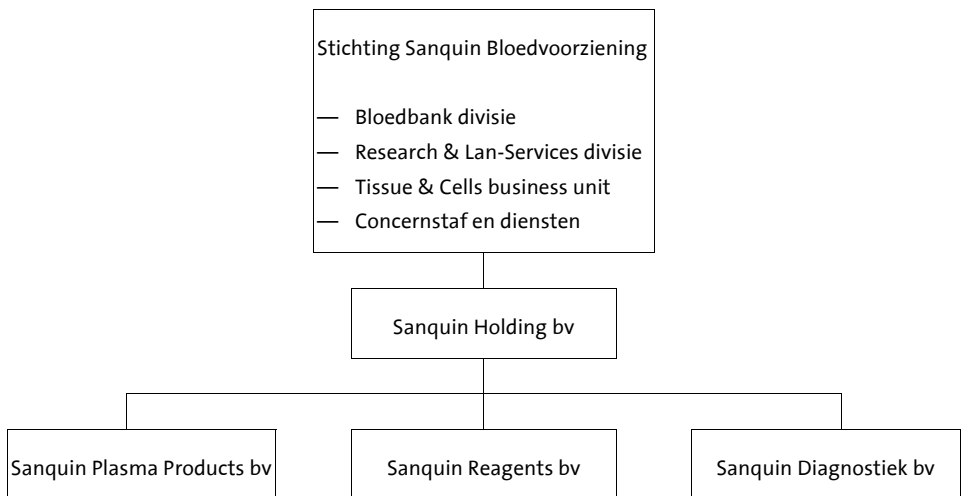 Stichting Sanquin Bloedvoorziening
— Bloedbank divisie
— Research & Lan-Services divisie
— Tissue & Cells business unit
— Concernstaf en diensten
Sanquin Holding bv
Sanquin Plasma Products bv
Sanquin Reagents bv
Sanquin Diagnostiek bv